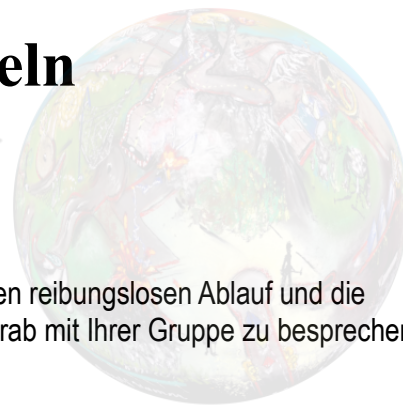 eln
en reibungslosen Ablauf und die
rab mit Ihrer Gruppe zu besprechen